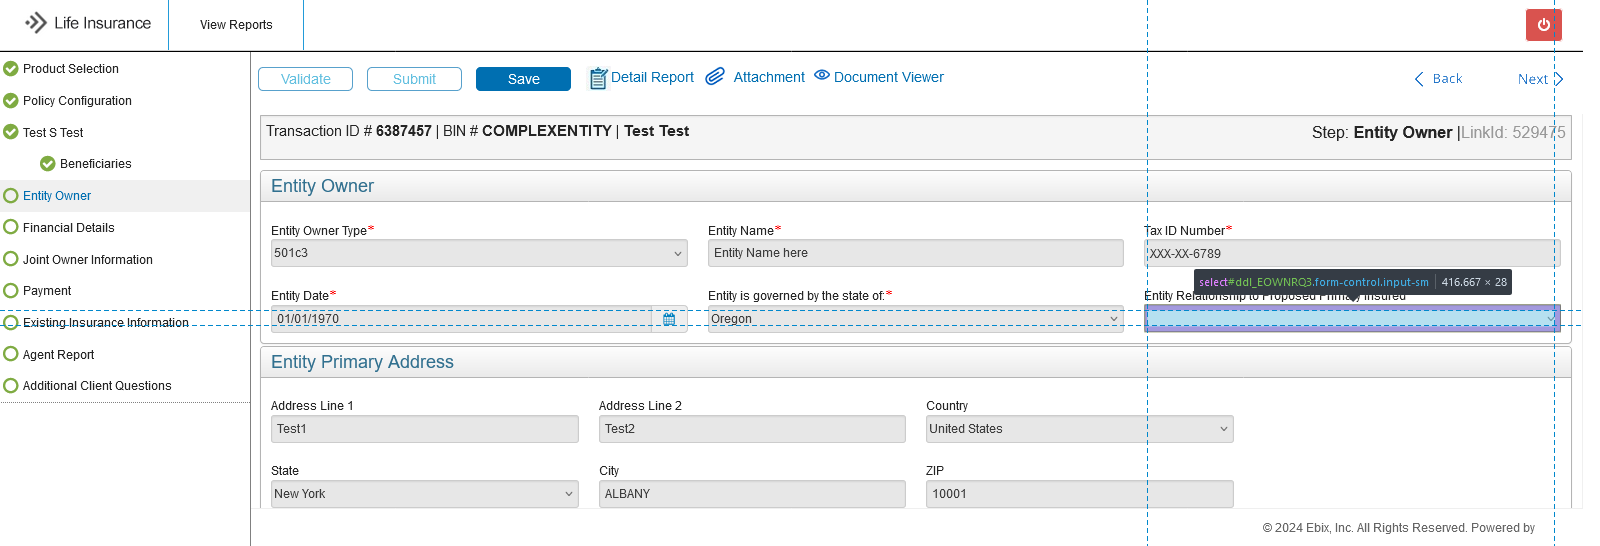 Life Insurance
View Reports
Product Selection
Policy Configuration
Test S Test
Beneficiaries
Entity Owner
Financial Details
Joint Owner Information
Payment
Existing Insurance Information
Agent Report
Additional Client Questions
Validate
Submit
Save
Detail Report
Attachment
Document Viewer
Back
Next
Transaction ID # 6387457 | BIN # COMPLEXENTITY | Test Test
Step: Entity Owner |LinkId: 529475
Entity Owner
Entity Owner Type*
Entity Name*
Tax ID Number*
501c3
Entity Name here
XXX-XX-6789
select#ddl_EOWNRQ3.form-control.input-sm | 416.667 × 28
Entity Date*
Entity is governed by the state of:*
Entity Relationship to Proposed Primary Insured
01/01/1970
Oregon
Entity Primary Address
Address Line 1
Address Line 2
Country
Test1
Test2
United States
State
City
ZIP
New York
ALBANY
10001
© 2024 Ebix, Inc. All Rights Reserved. Powered by